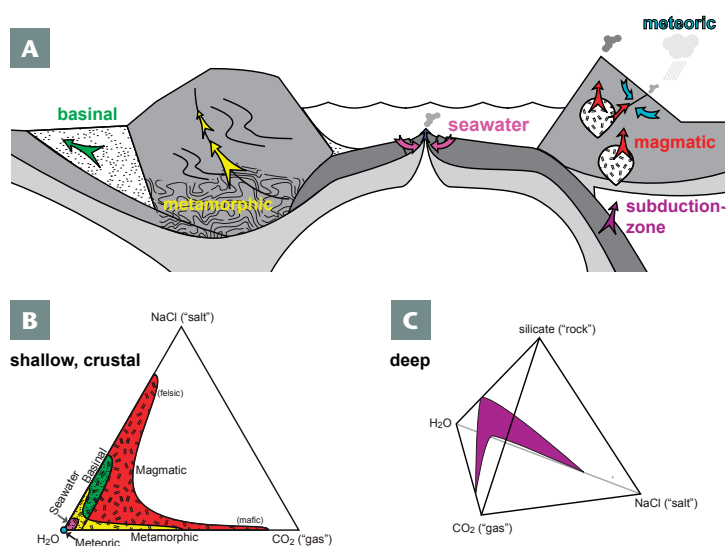 A
meteoric
basinal
seawater
magmatic
metamorphic
subduction-
zone
B
NaCl (“salt”)
shallow, crustal
(felsic)
Basinal
Seawater
Magmatic
(mafic)
H₂O
Meteoric
Metamorphic
CO₂ (“gas”)
C
silicate (“rock”)
deep
H₂O
NaCl (“salt”)
CO₂ (“gas”)